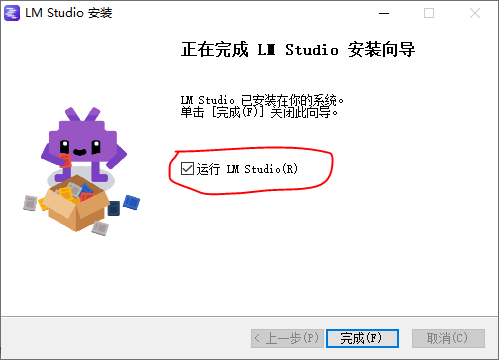 LM Studio 安装
正在完成 LM Studio 安装向导
LM Studio 已安装在你的系统。
单击 [完成(F)] 关闭此向导。
运行 LM Studio(R)
< 上一步(P)
完成(F)
取消(C)